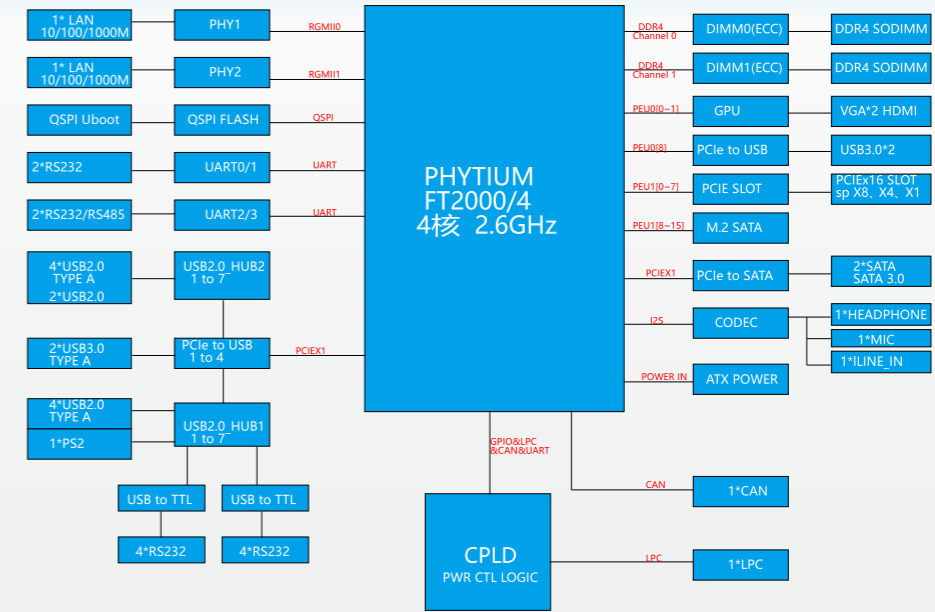 1* LAN
10/100/1000M
PHY1
RGMII0
1* LAN
10/100/1000M
PHY2
RGMII1
QSPI Uboot
QSPI FLASH
QSPI
2*RS232
UART0/1
UART
2*RS232/RS485
UART2/3
UART
4*USB2.0
TYPE A
2*USB2.0
USB2.0_HUB2
1 to 7
2*USB3.0
TYPE A
PCIe to USB
1 to 4
PCIEX1
4*USB2.0
TYPE A
1*PS2
USB2.0_HUB1
1 to 7
USB to TTL
USB to TTL
4*RS232
4*RS232
PHYTIUM
FT2000/4
4核 2.6GHz
DDR4
Channel 0
DIMM0(ECC)
DDR4 SODIMM
DDR4
Channel 1
DIMM1(ECC)
DDR4 SODIMM
PEU0[0~1]
GPU
VGA*2 HDMI
PEU0[8]
PCIe to USB
USB3.0*2
PEU1[0~7]
PCIE SLOT
PCIEx16 SLOT
sp X8、X4、X1
PEU1[8~15]
M.2 SATA
PCIEX1
PCIe to SATA
2*SATA
SATA 3.0
I2S
CODEC
1*HEADPHONE
1*MIC
1*ILINE_IN
POWER IN
ATX POWER
GPIO&LPC
&CAN&UART
CAN
1*CAN
CPLD
PWR CTL LOGIC
LPC
1*LPC